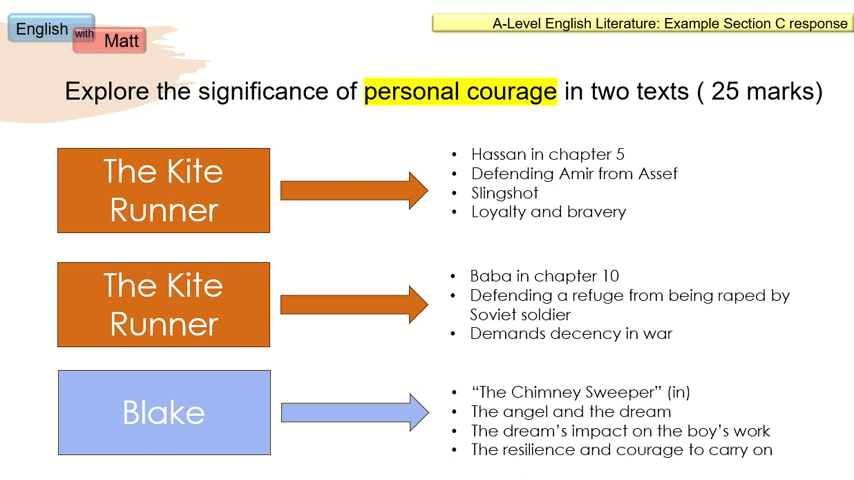 English
with
Matt
A-Level English Literature: Example Section C response
Explore the significance of personal courage in two texts ( 25 marks)
The Kite
Runner
• Hassan in chapter 5
• Defending Amir from Assef
• Slingshot
• Loyalty and bravery
The Kite
Runner
• Baba in chapter 10
• Defending a refuge from being raped by
Soviet soldier
• Demands decency in war
Blake
• “The Chimney Sweeper” (in)
• The angel and the dream
• The dream’s impact on the boy’s work
• The resilience and courage to carry on